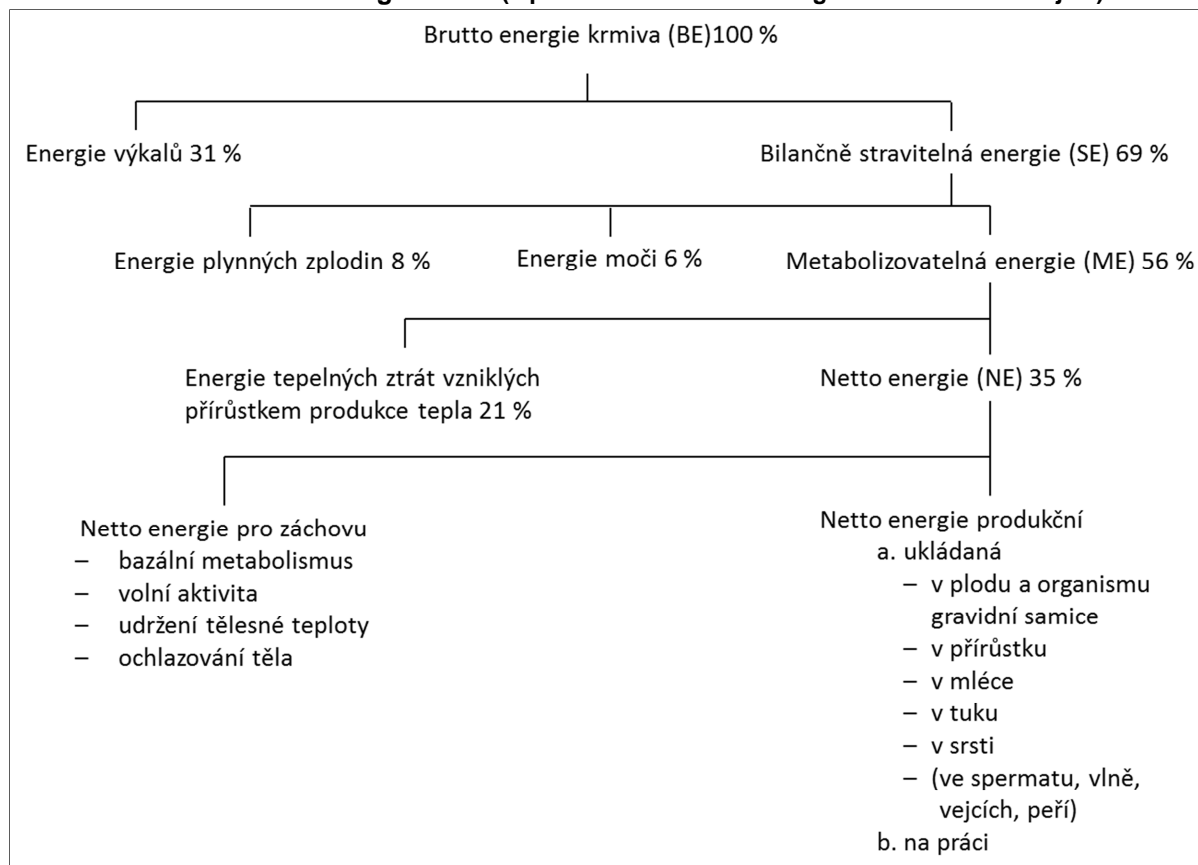 Brutto energie krmiva (BE)100 %
Energie výkalů 31 %
Bilančně stravitelná energie (SE) 69 %
Energie plynných zplodin 8 %
Energie moči 6 %
Metabolizovatelná energie (ME) 56 %
Energie tepelných ztrát vzniklých
přírůstkem produkce tepla 21 %
Netto energie (NE) 35 %
Netto energie pro záchovu
– bazální metabolismus
– volní aktivita
– udržení tělesné teploty
– ochlazování těla
Netto energie produkční
a. ukládaná
– v plodu a organismu
gravidní samice
– v přírůstku
– v mléce
– v tuku
– v srsti
– (ve spermatu, vlně,
vejcích, peří)
b. na práci